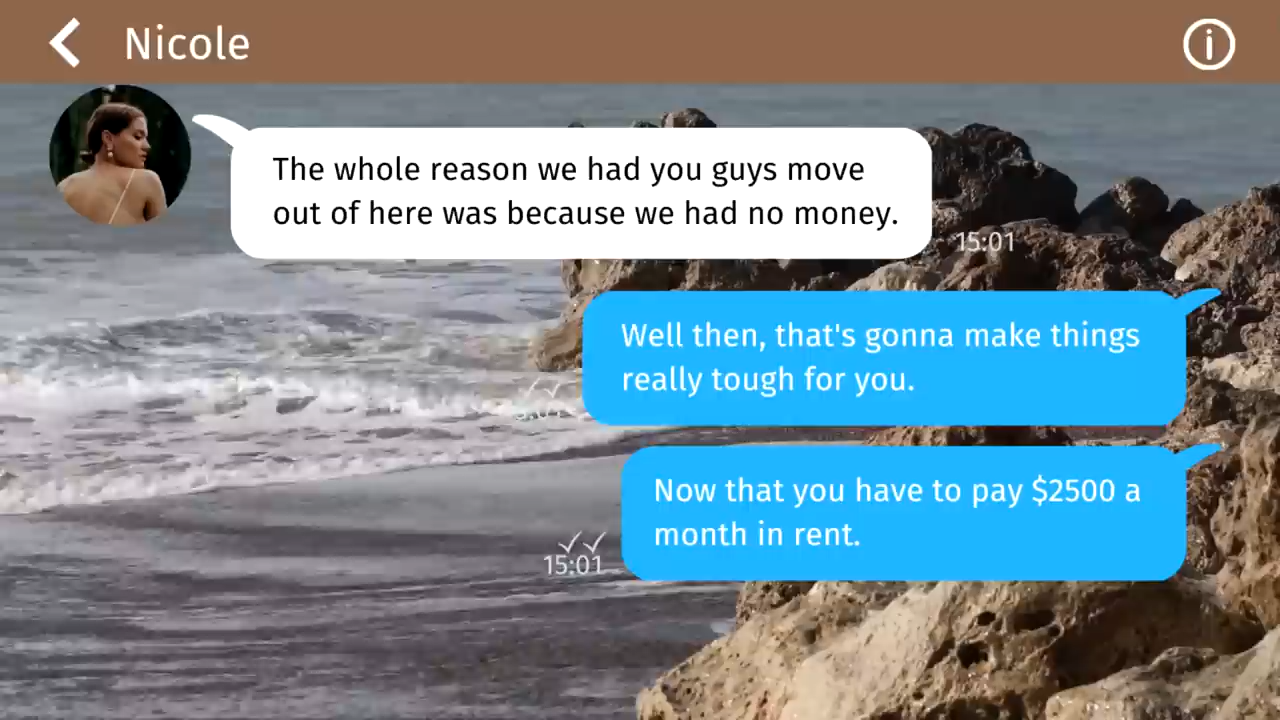 Nicole
The whole reason we had you guys move
out of here was because we had no money.
15:01
Well then, that's gonna make things
really tough for you.
15:01
Now that you have to pay $2500 a
month in rent.
15:01